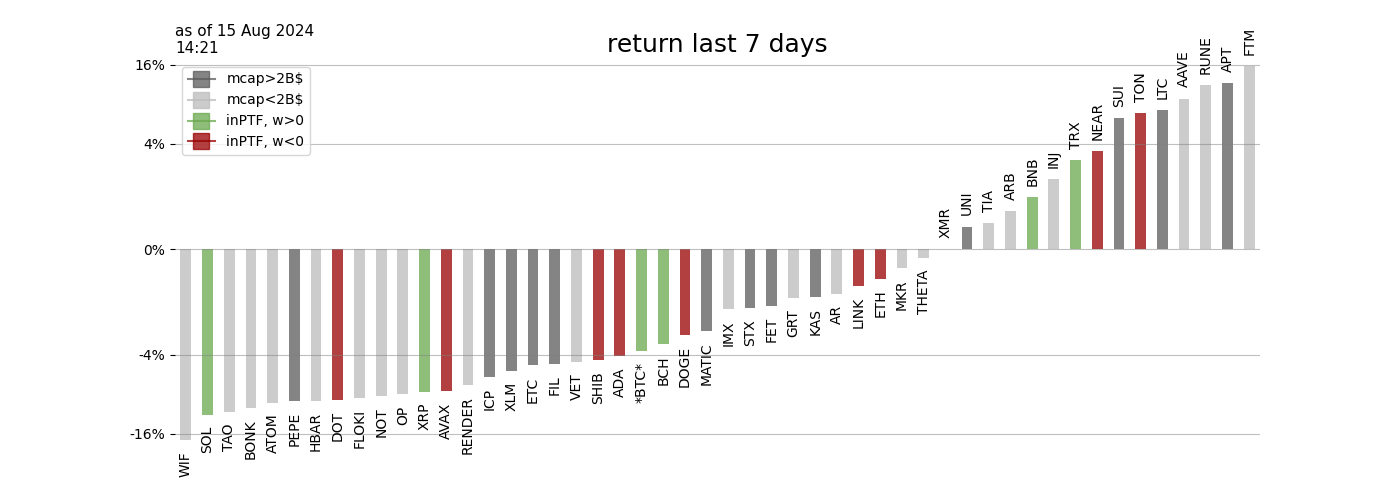 as of 15 Aug 2024
14:21
return last 7 days
16%
4%
0%
-4%
-16%
mcap>2B$
mcap<2B$
inPTF, w>0
inPTF, w<0
WIF
SOL
TAO
BONK
ATOM
PEPE
HBAR
DOT
FLOKI
NOT
OP
XRP
AVAX
RENDER
ICP
XLM
ETC
FIL
VET
SHIB
ADA
*BTC*
BCH
DOGE
MATIC
IMX
STX
FET
GRT
KAS
AR
LINK
ETH
MKR
THETA
XMR
UNI
TIA
ARB
BNB
INJ
TRX
NEAR
SUI
TON
LTC
AAVE
RUNE
APT
FTM